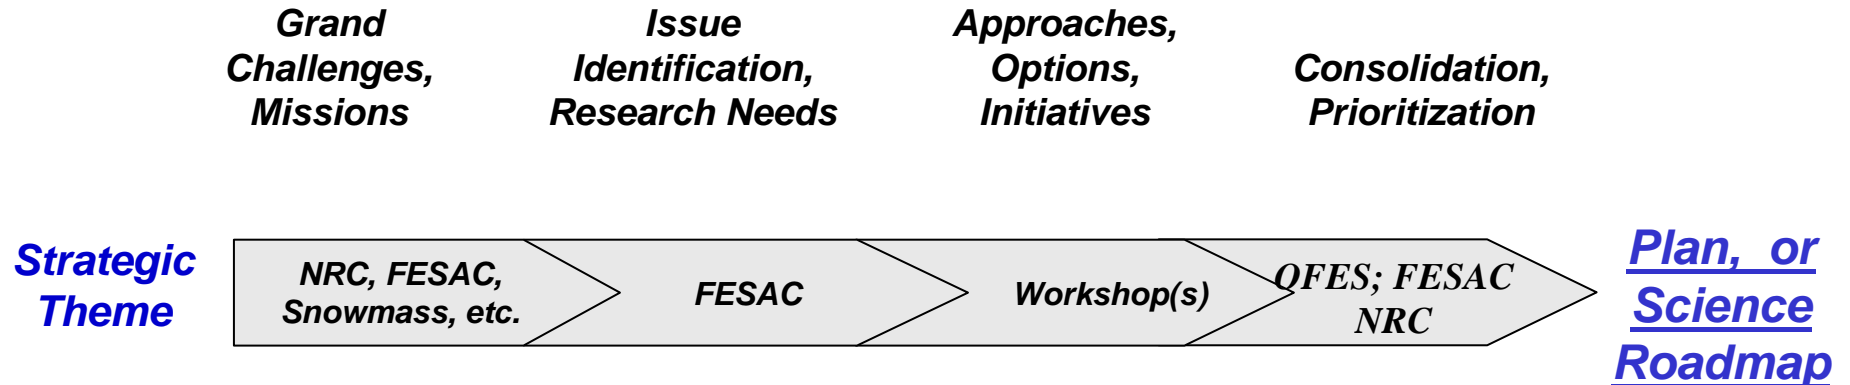 Grand
Challenges,
Missions
Issue
Identification,
Research Needs
Approaches,
Options,
Initiatives
Consolidation,
Prioritization
Strategic
Theme
NRC, FESAC,
Snowmass, etc.
FESAC
Workshop(s)
OFES; FESAC
NRC
Plan, or
Science
Roadmap